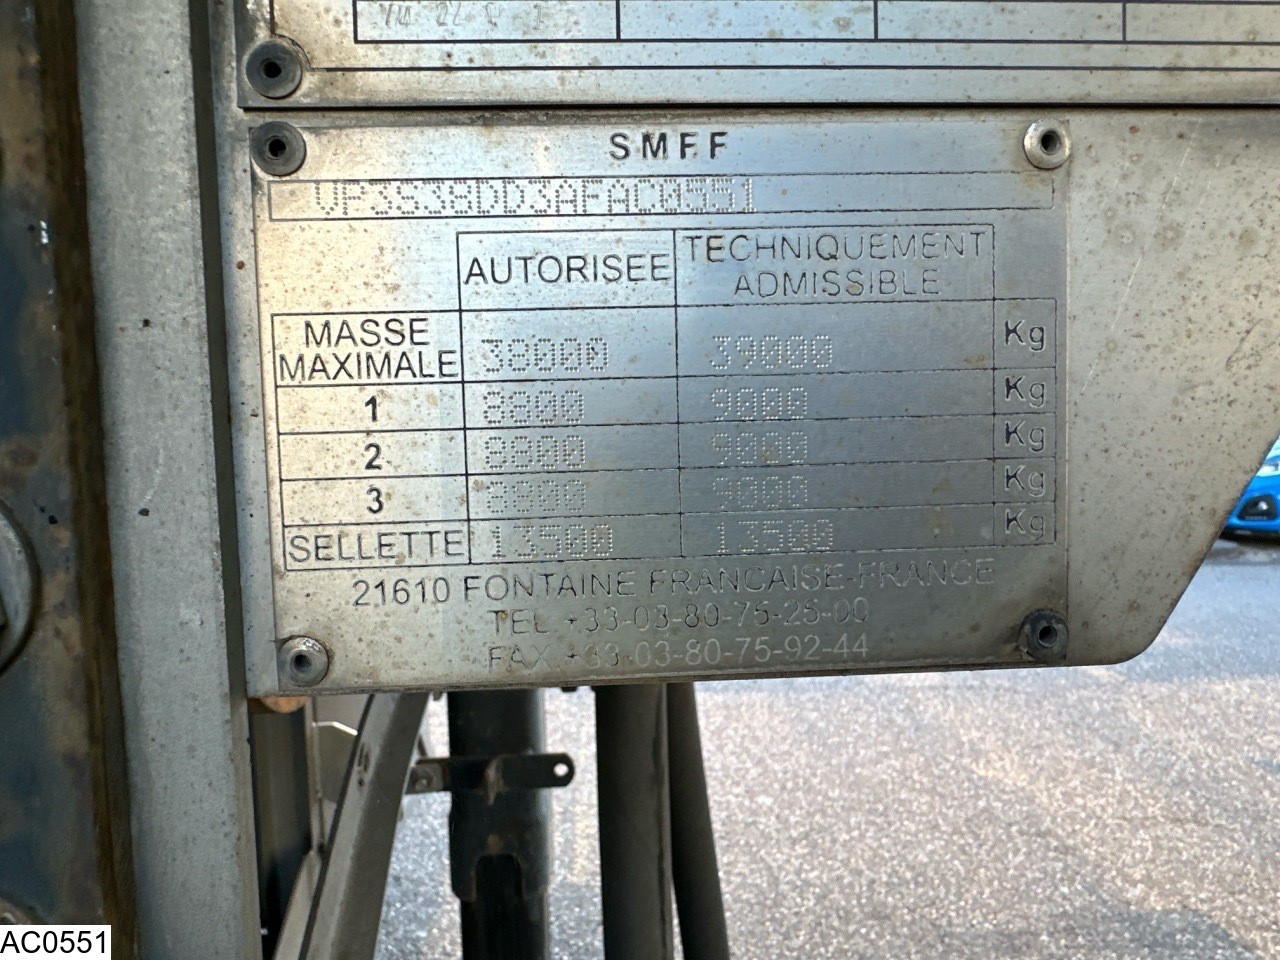 SMFF
VP3S38DD3AFAC0551
AUTORISEE
TECHNIQUEMENT
ADMISSIBLE
MASSE
MAXIMALE 38000 39000 Kg
1 8800 9000 Kg
2 8800 9000 Kg
3 8800 9000 Kg
SELLETTE 13500 13500 Kg
21610 FONTAINE FRANCAISE-FRANCE
TEL +33-03-80-75-25-00
FAX +33-03-80-75-92-44
AC0551